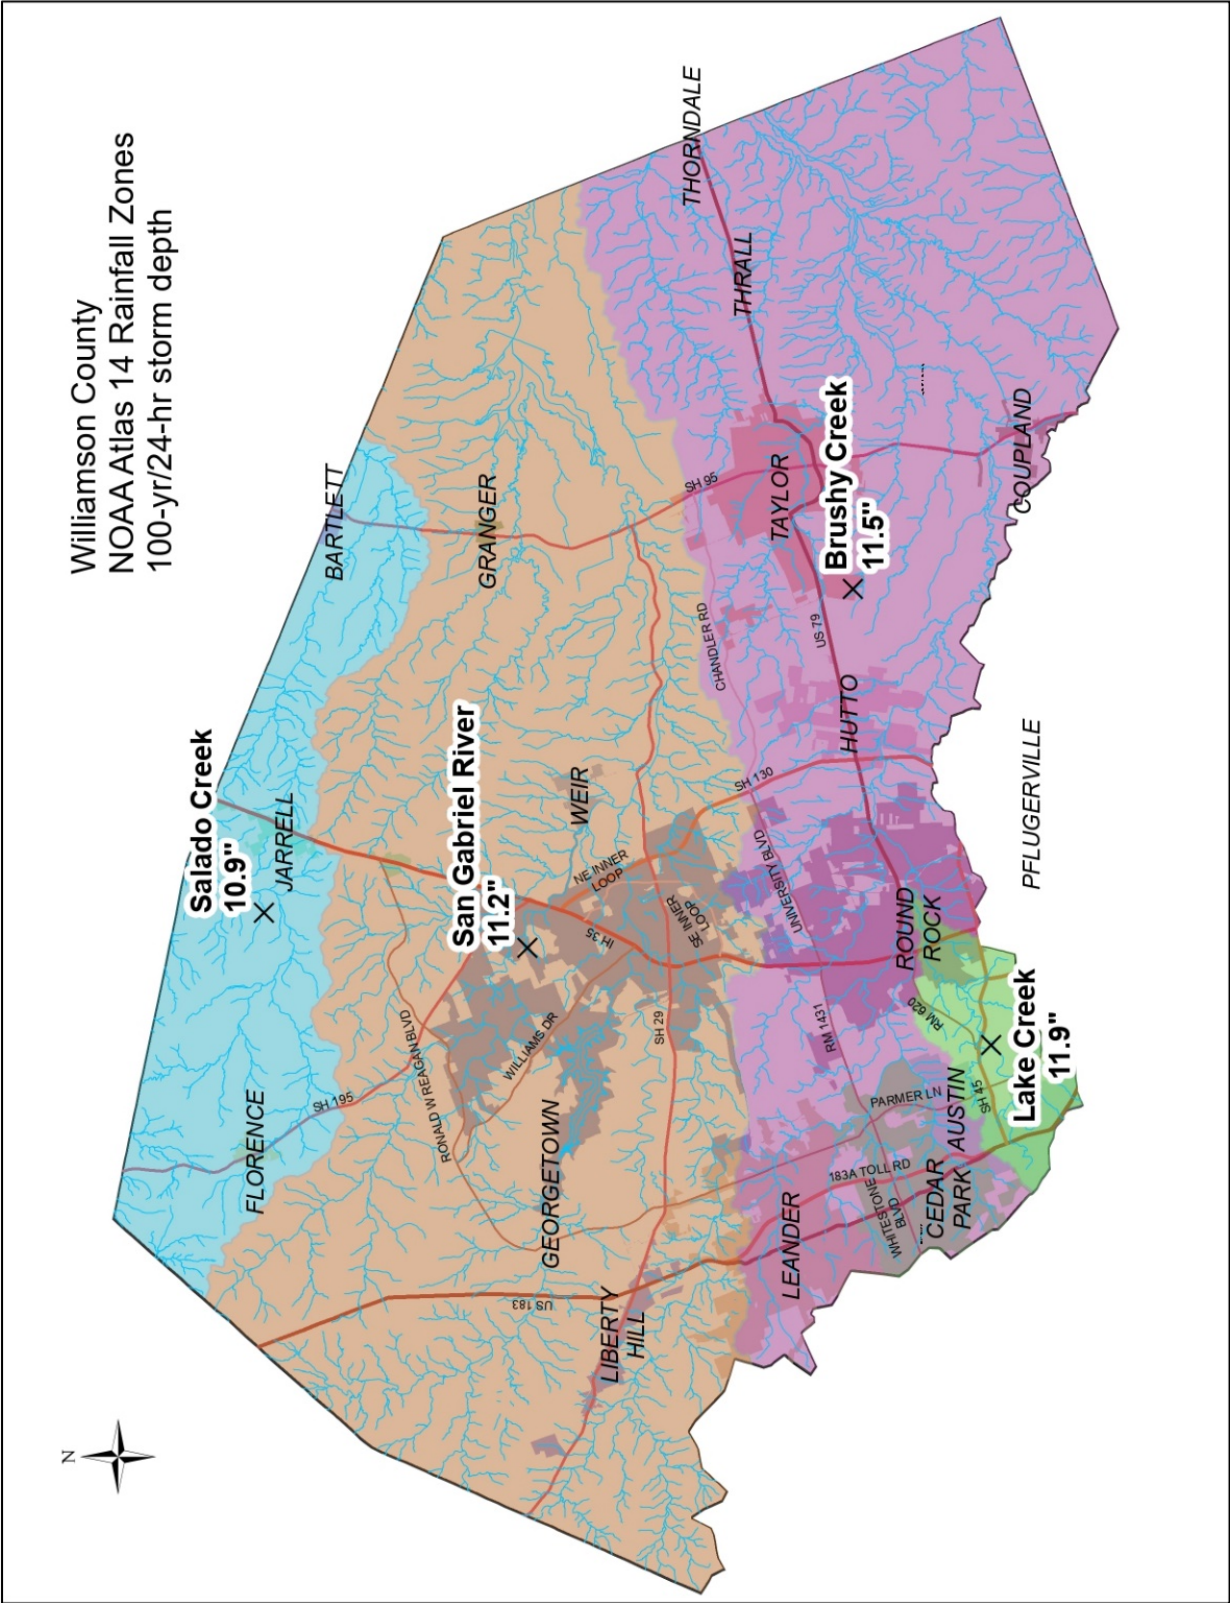 Williamson County
NOAA Atlas 14 Rainfall Zones
100-yr/24-hr storm depth
N
Salado Creek
10.9"
JARRELL
BARTLETT
FLORENCE
SH 195
GRANGER
San Gabriel River
11.2"
WEIR
RONALD W REAGAN BLVD
WILLIAMS DR
IH 35
NE INNER
LOOP
SE INNER
LOOP
GEORGETOWN
SH 29
US 183
LIBERTY
HILL
SH 95
CHANDLER RD
SH 130
UNIVERSITY BLVD
THORNDALE
THRALL
TAYLOR
Brushy Creek
11.5"
US 79
HUTTO
COUPLAND
ROUND
ROCK
RM 1431
RM 620
PARMER LN
183A TOLL RD
LEANDER
WHITESTONE
BLVD
CEDAR
PARK
AUSTIN
SH 45
Lake Creek
11.9"
PFLUGERVILLE